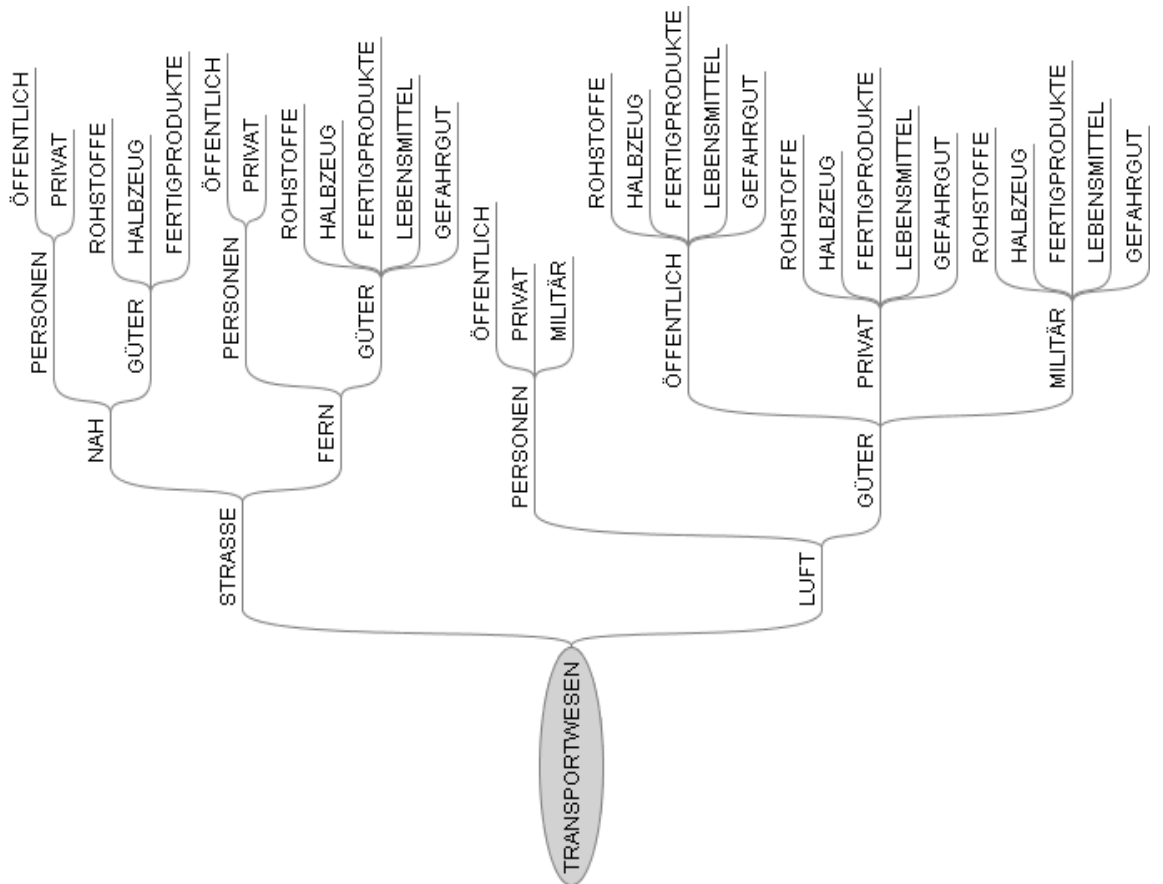 TRANSPORTWESEN
STRASSE
NAH
PERSONEN
ÖFFENTLICH
PRIVAT
GÜTER
ROHSTOFFE
HALBZEUG
FERTIGPRODUKTE
FERN
PERSONEN
ÖFFENTLICH
PRIVAT
GÜTER
ROHSTOFFE
HALBZEUG
FERTIGPRODUKTE
LEBENSMITTEL
GEFAHRGUT
LUFT
PERSONEN
ÖFFENTLICH
PRIVAT
MILITÄR
GÜTER
ÖFFENTLICH
ROHSTOFFE
HALBZEUG
FERTIGPRODUKTE
LEBENSMITTEL
GEFAHRGUT
PRIVAT
ROHSTOFFE
HALBZEUG
FERTIGPRODUKTE
LEBENSMITTEL
GEFAHRGUT
MILITÄR
ROHSTOFFE
HALBZEUG
FERTIGPRODUKTE
LEBENSMITTEL
GEFAHRGUT